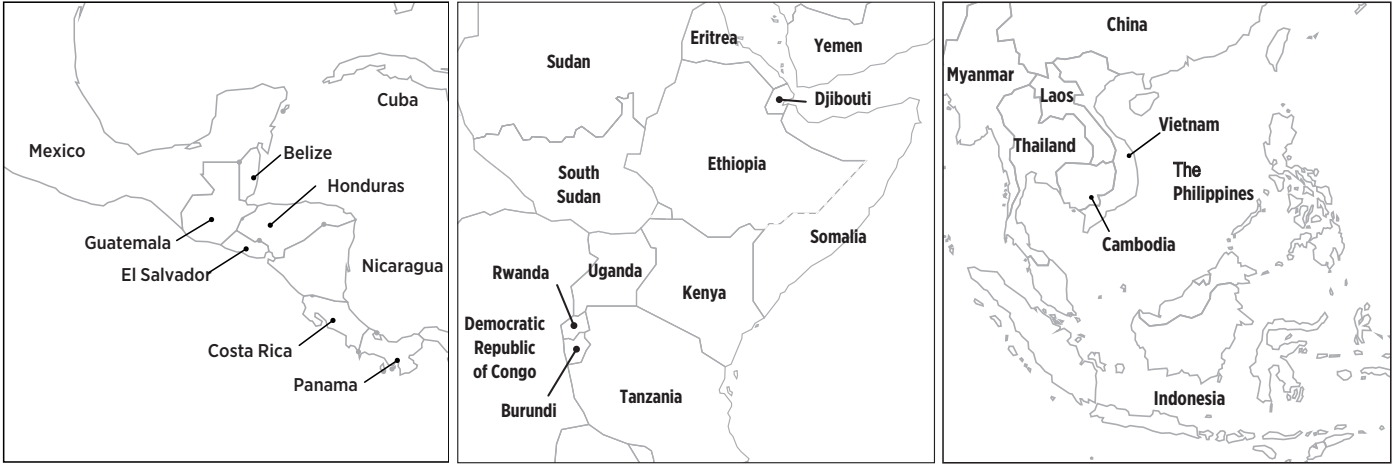 Cuba
Mexico
Belize
Honduras
Guatemala
El Salvador
Nicaragua
Costa Rica
Panama
Eritrea
Yemen
Sudan
Djibouti
Ethiopia
South
Sudan
Somalia
Rwanda
Uganda
Kenya
Democratic
Republic
of Congo
Tanzania
Burundi
China
Myanmar
Laos
Vietnam
Thailand
The
Philippines
Cambodia
Indonesia